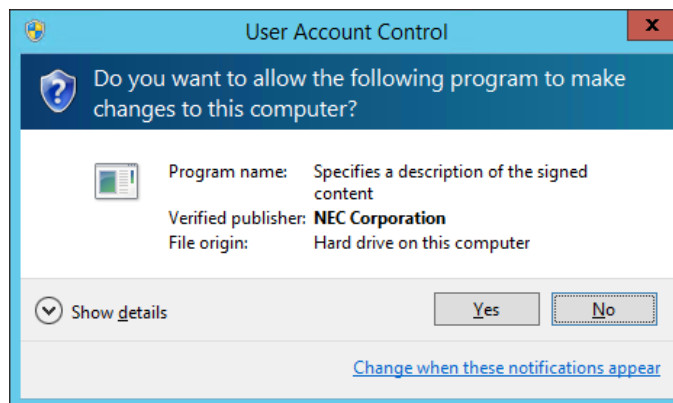 User Account Control
x
Do you want to allow the following program to make
changes to this computer?
Program name: Specifies a description of the signed
content
Verified publisher: NEC Corporation
File origin: Hard drive on this computer
Show details
Yes
No
Change when these notifications appear